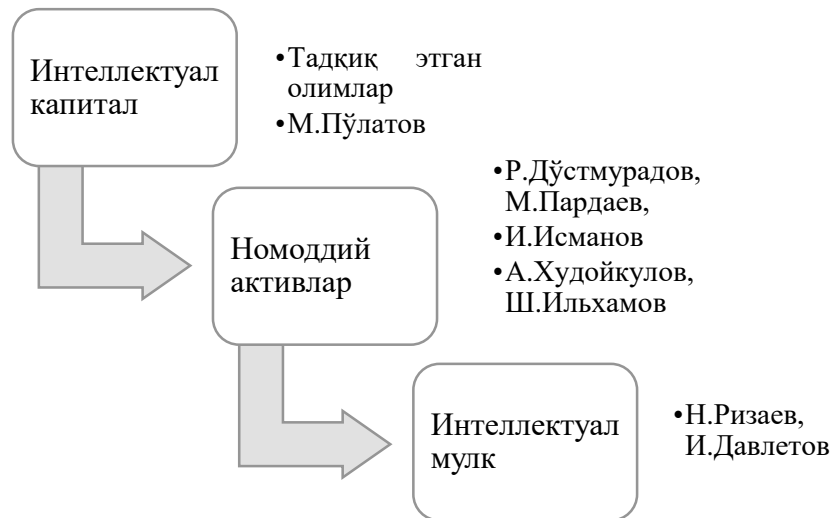 Интеллектуал
капитал
•Тадқиқ этган
олимлар
•М.Пўлатов
Номоддий
активлар
•Р.Дўстмурадов,
М.Пардаев,
•И.Исманов
•А.Худойкулов,
Ш.Ильхамов
Интеллектуал
мулк
•Н.Ризаев,
И.Давлетов